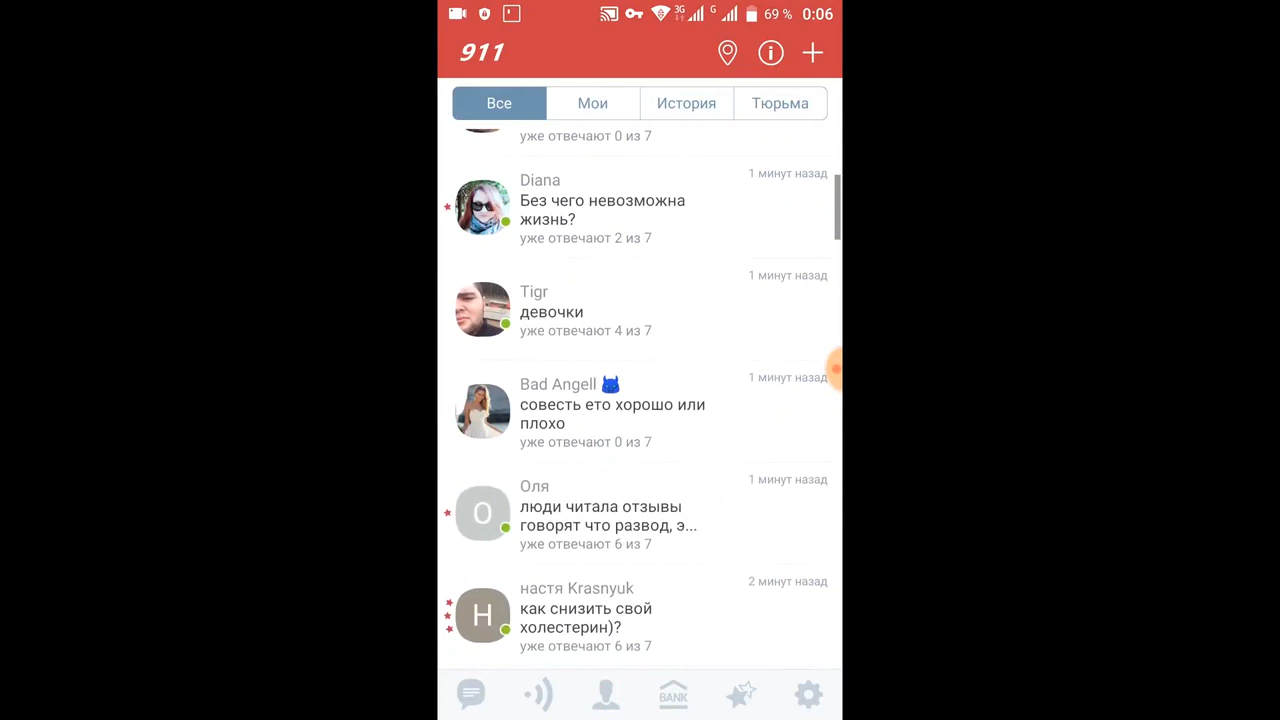 3G G 69 % 0:06
911
Все Мои История Тюрьма
уже отвечают 0 из 7
Diana 1 минут назад
Без чего невозможна
жизнь?
уже отвечают 2 из 7
Tigr 1 минут назад
девочки
уже отвечают 4 из 7
Bad Angell 1 минут назад
совесть ето хорошо или
плохо
уже отвечают 0 из 7
О
Оля 1 минут назад
люди читала отзывы
говорят что развод, э...
уже отвечают 6 из 7
Н
настя Krasnyuk 2 минут назад
как снизить свой
холестерин)?
уже отвечают 6 из 7
BANK